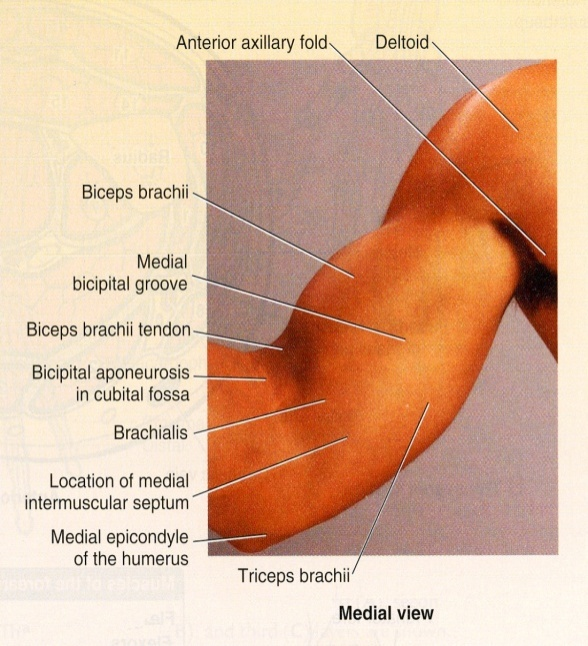 Anterior axillary fold
Deltoid
Biceps brachii
Medial
bicipital groove
Biceps brachii tendon
Bicipital aponeurosis
in cubital fossa
Brachialis
Location of medial
intermuscular septum
Medial epicondyle
of the humerus
Triceps brachii
Medial view